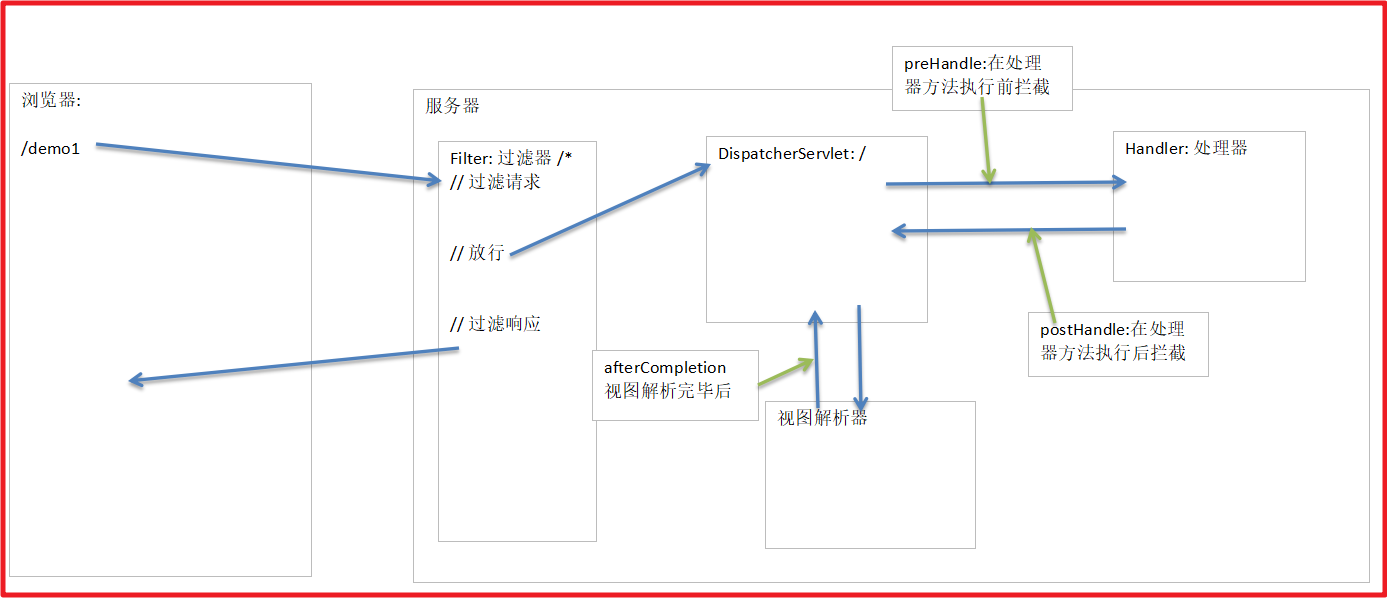 浏览器:
/demo1
服务器
Filter: 过滤器 /*
// 过滤请求
// 放行
// 过滤响应
DispatcherServlet: /
preHandle:在处理
器方法执行前拦截
Handler: 处理器
postHandle:在处理
器方法执行后拦截
afterCompletion
视图解析完毕后
视图解析器